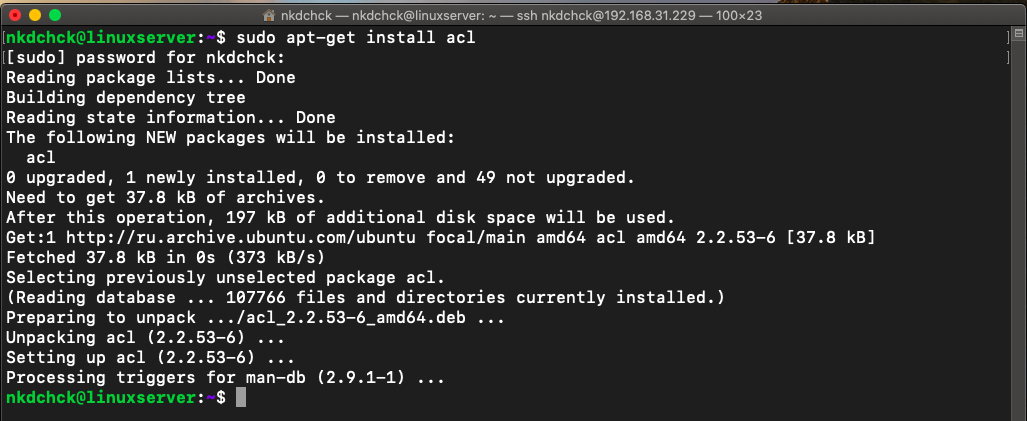 nkdchck — nkdchck@linuxserver: ~ — ssh nkdchck@192.168.31.229 — 100×23
[nkdchck@linuxserver:~$ sudo apt-get install acl ]
[[sudo] password for nkdchck: ]
Reading package lists... Done
Building dependency tree
Reading state information... Done
The following NEW packages will be installed:
  acl
0 upgraded, 1 newly installed, 0 to remove and 49 not upgraded.
Need to get 37.8 kB of archives.
After this operation, 197 kB of additional disk space will be used.
Get:1 http://ru.archive.ubuntu.com/ubuntu focal/main amd64 acl amd64 2.2.53-6 [37.8 kB]
Fetched 37.8 kB in 0s (373 kB/s)
Selecting previously unselected package acl.
(Reading database ... 107766 files and directories currently installed.)
Preparing to unpack .../acl_2.2.53-6_amd64.deb ...
Unpacking acl (2.2.53-6) ...
Setting up acl (2.2.53-6) ...
Processing triggers for man-db (2.9.1-1) ...
nkdchck@linuxserver:~$